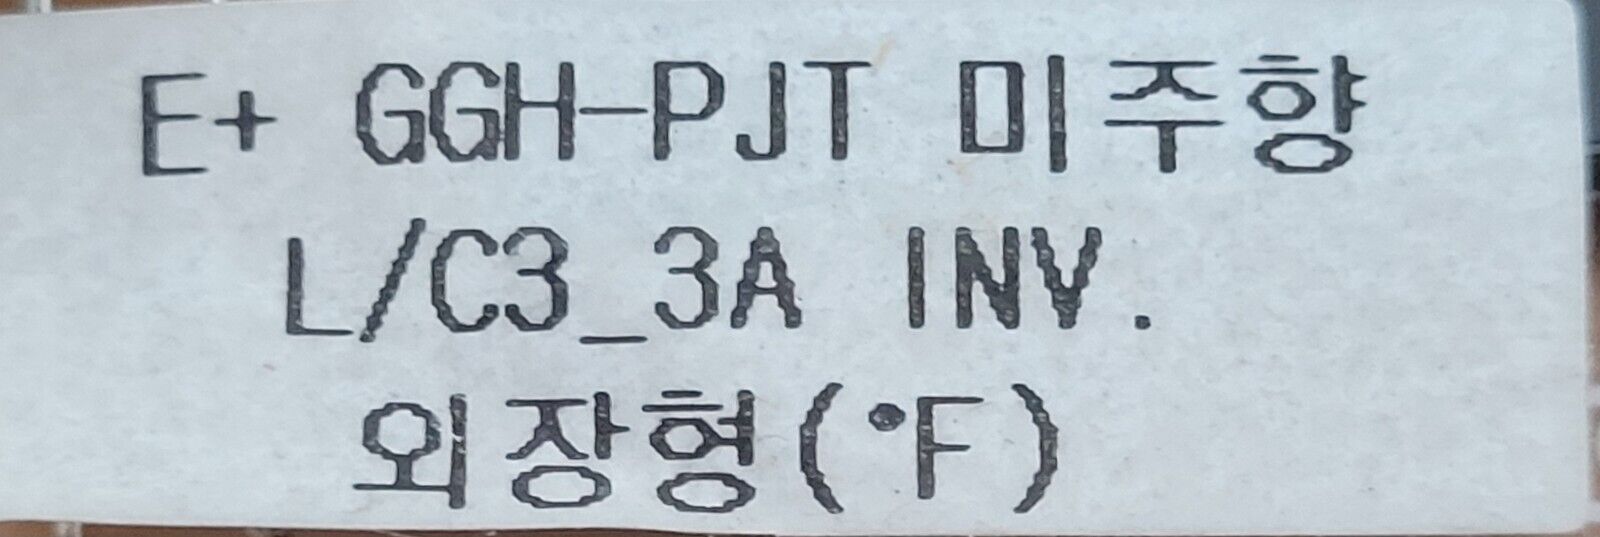 E+ GGH-PJT 미주향
L/C3_3A INV.
외장형(°F)